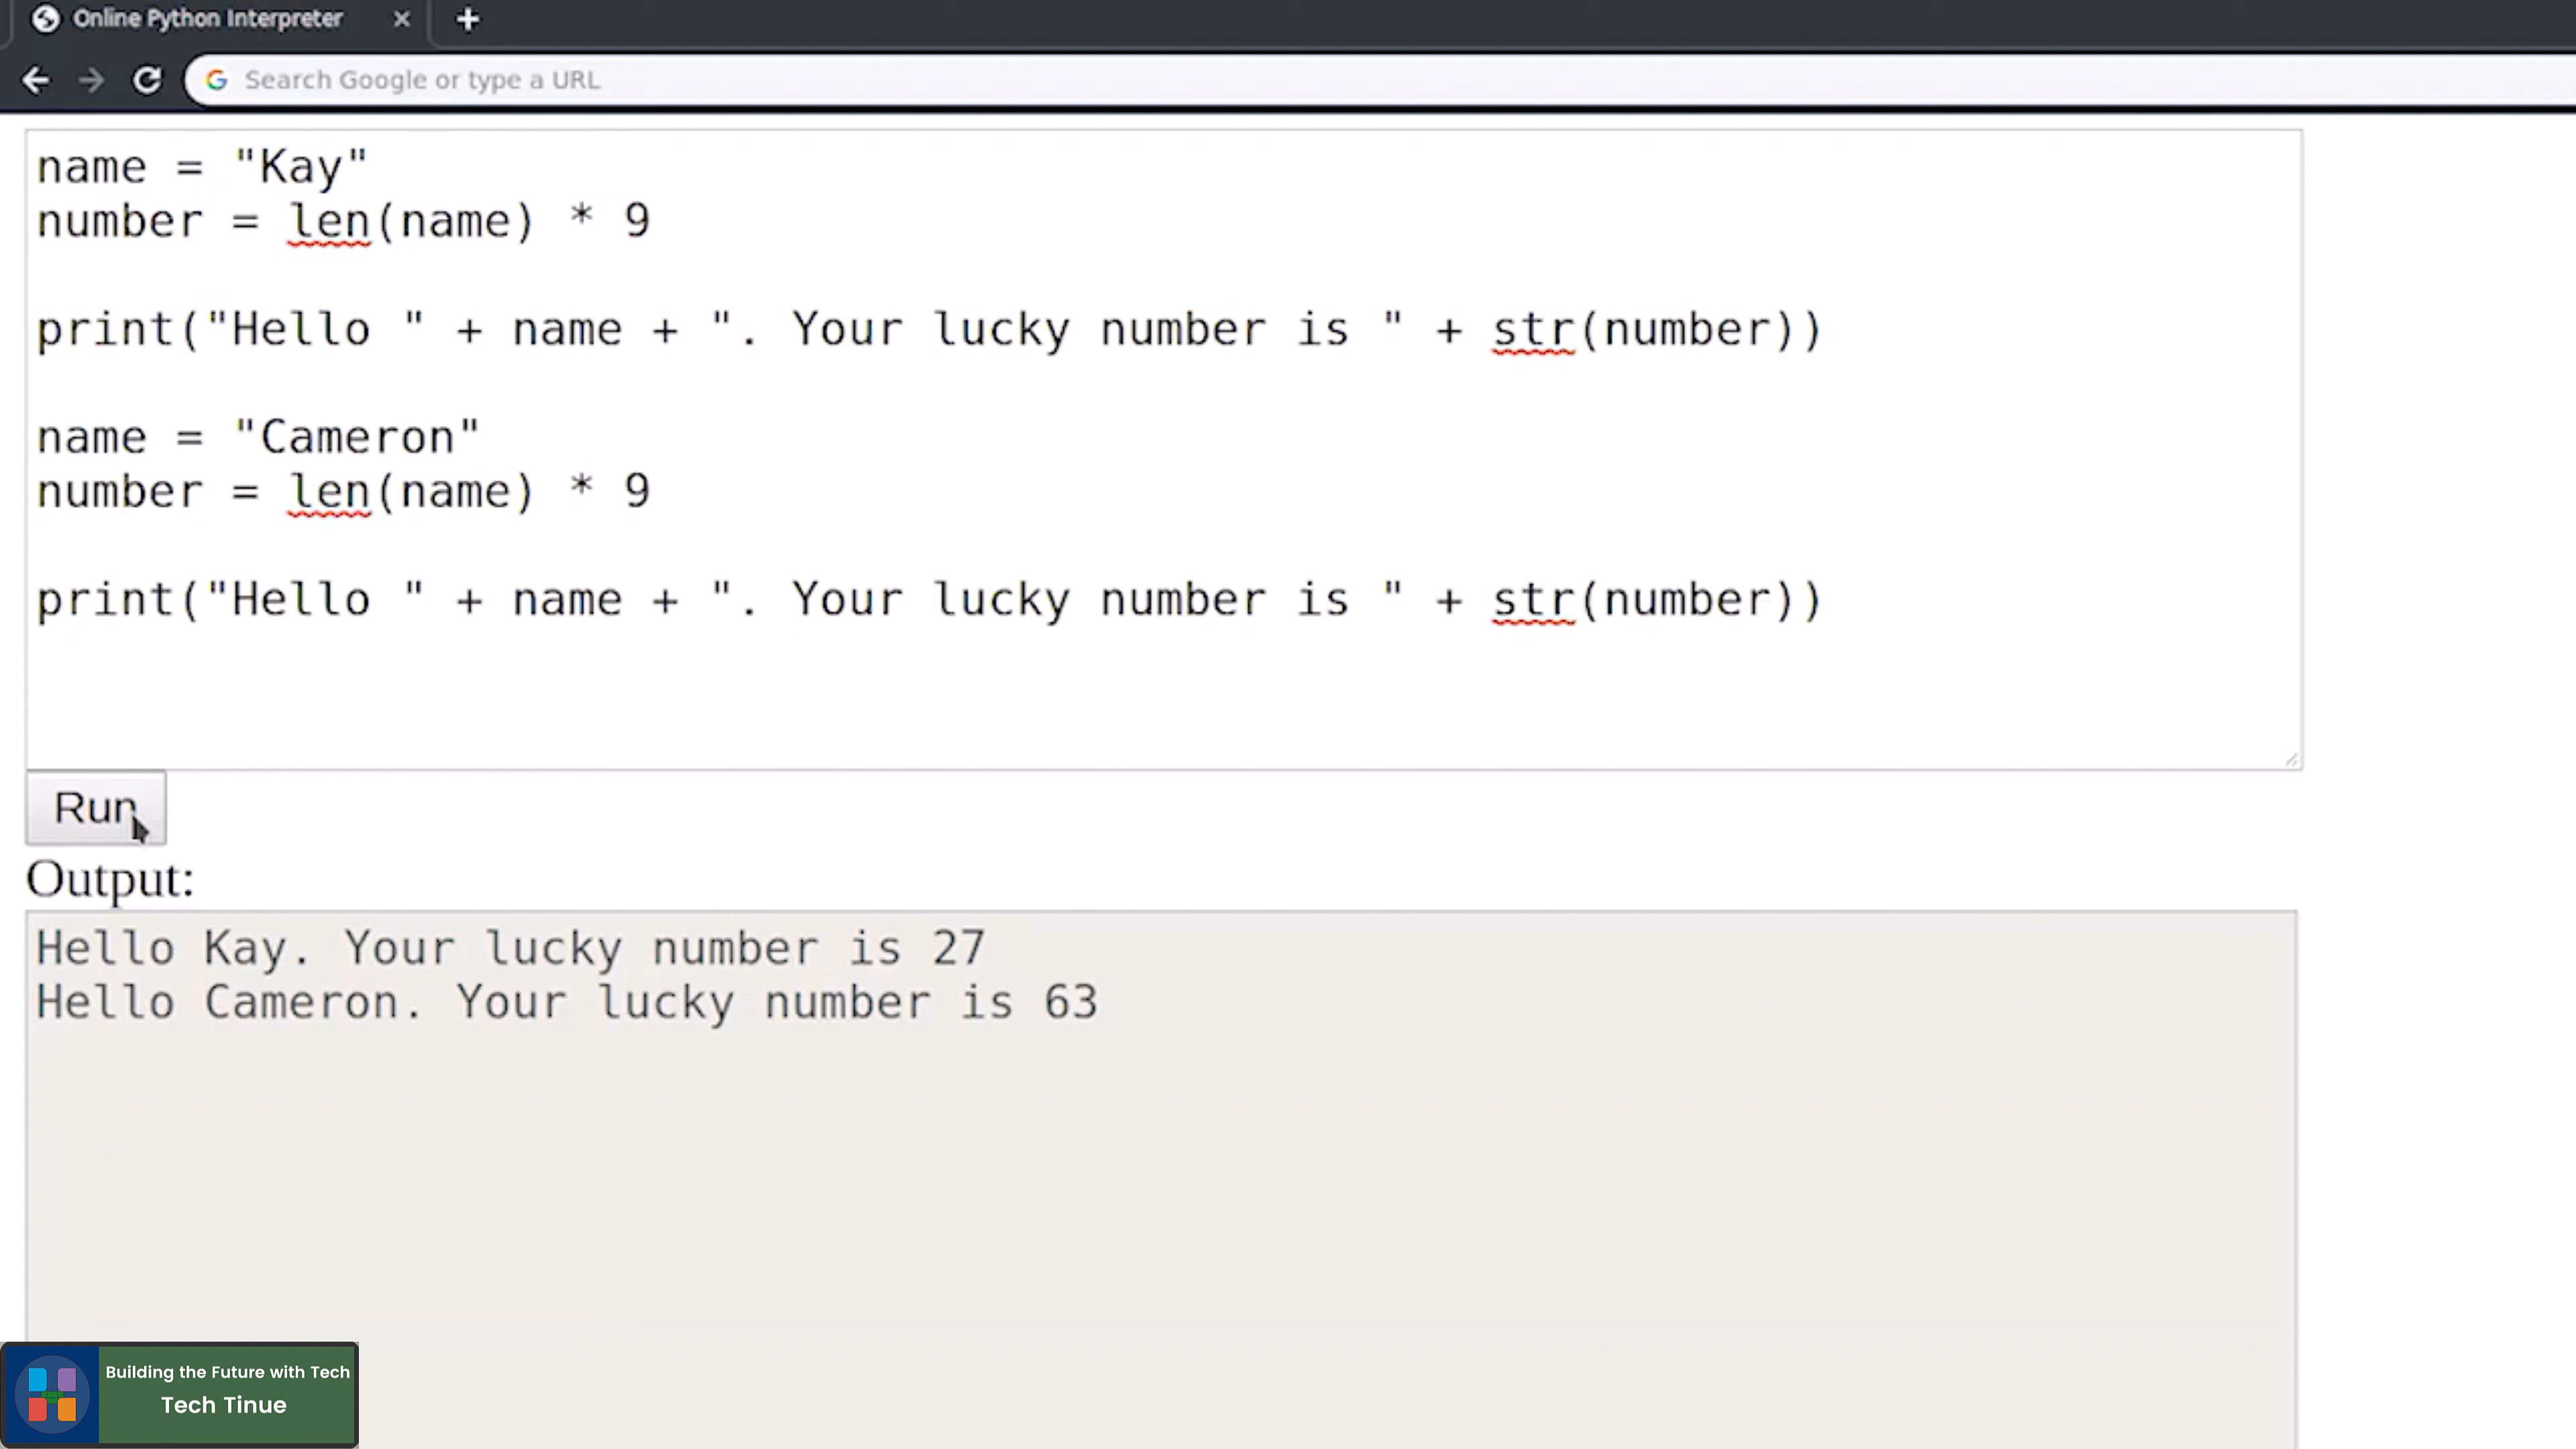 Online Python Interpreter
Search Google or type a URL
name = "Kay"
number = len(name) * 9
print("Hello " + name + ". Your lucky number is " + str(number))
name = "Cameron"
number = len(name) * 9
print("Hello " + name + ". Your lucky number is " + str(number))
Run
Output:
Hello Kay. Your lucky number is 27
Hello Cameron. Your lucky number is 63
Building the Future with Tech
Tech Tinue